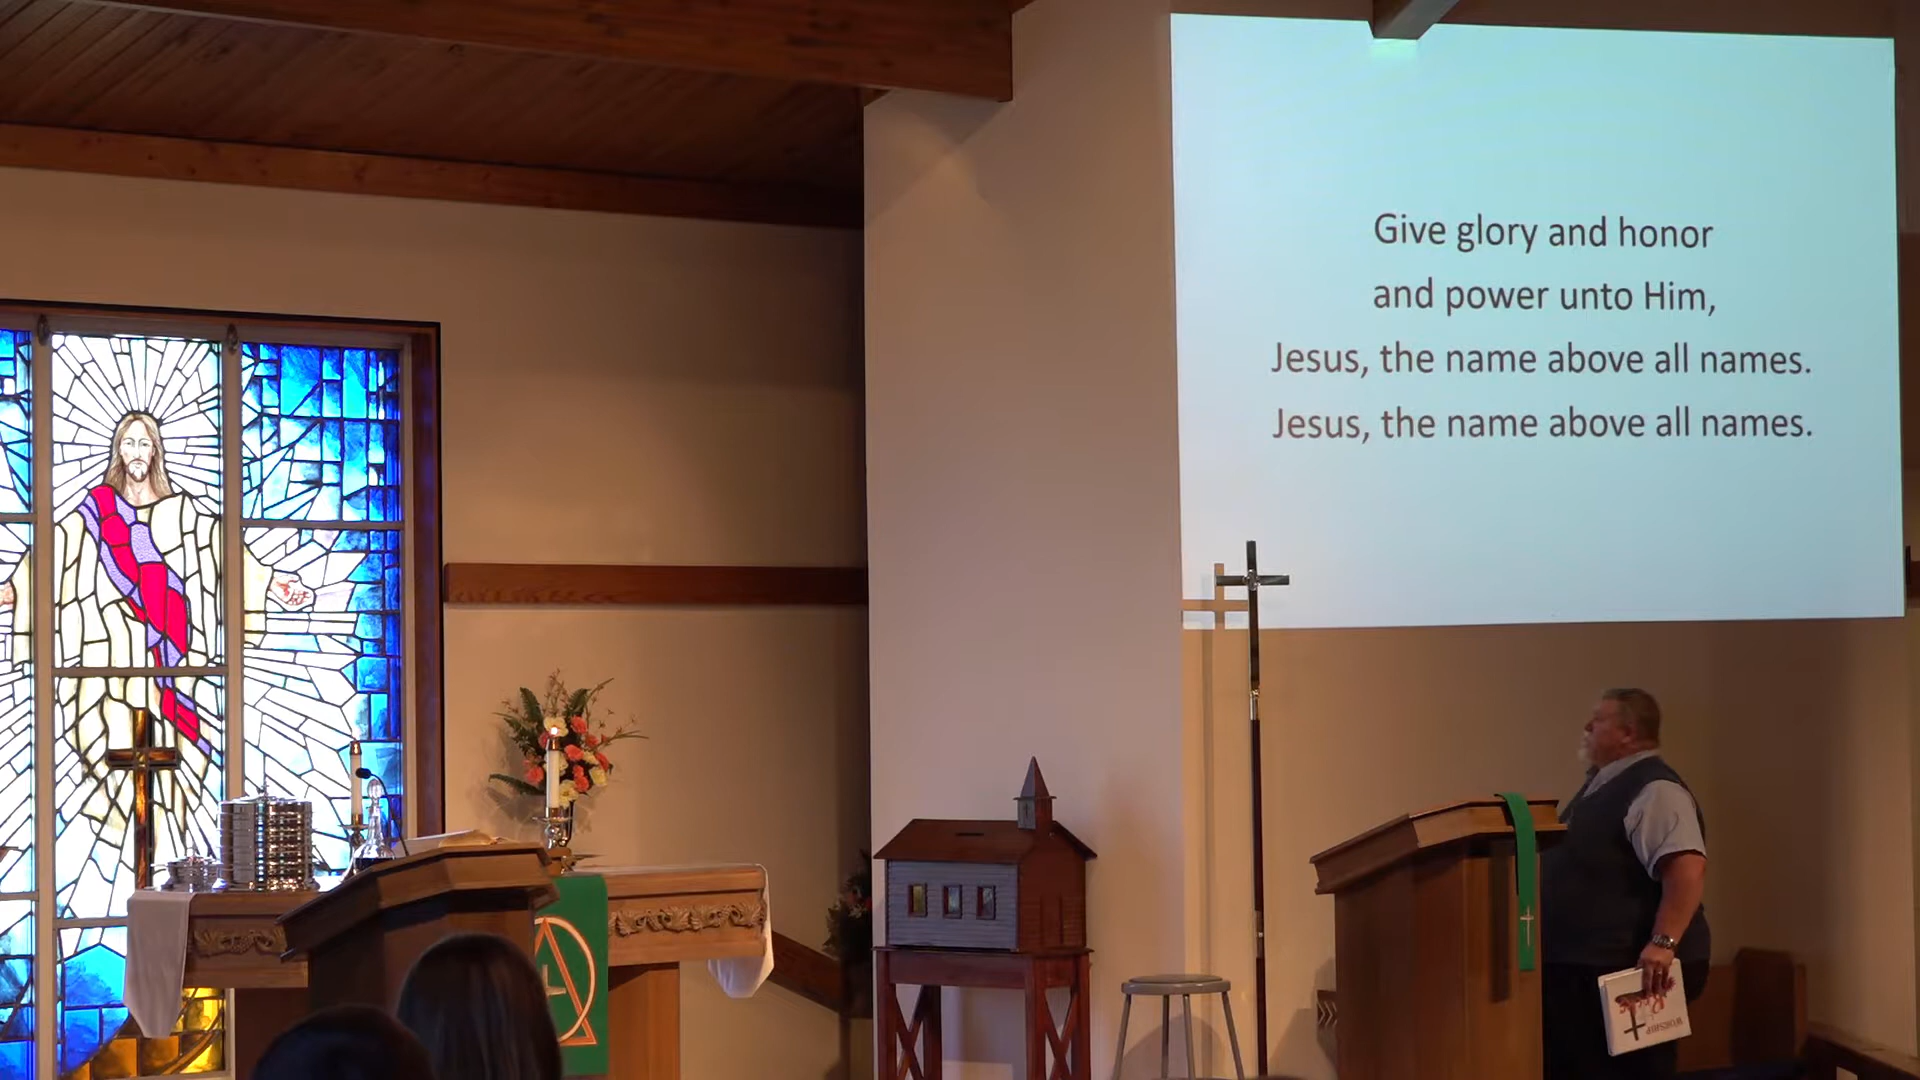 Give glory and honor
and power unto Him,
Jesus, the name above all names.
Jesus, the name above all names.
WORSHIP